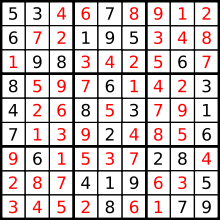 5 3 4 6 7 8 9 1 2
6 7 2 1 9 5 3 4 8
1 9 8 3 4 2 5 6 7
8 5 9 7 6 1 4 2 3
4 2 6 8 5 3 7 9 1
7 1 3 9 2 4 8 5 6
9 6 1 5 3 7 2 8 4
2 8 7 4 1 9 6 3 5
3 4 5 2 8 6 1 7 9